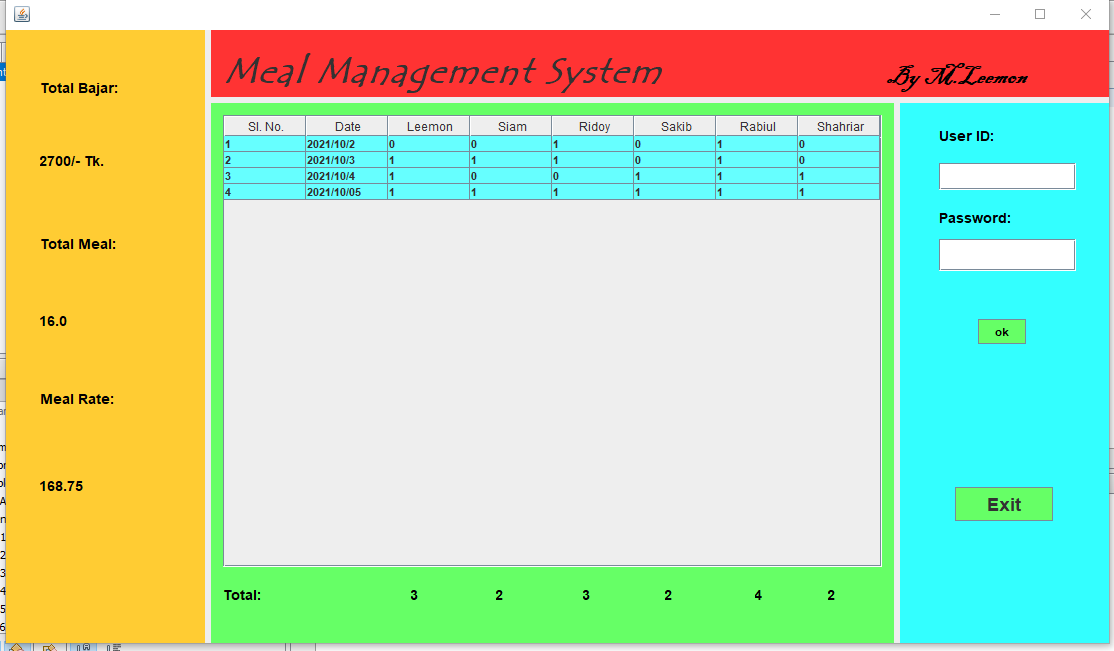 Meal Management System
By M.Leemon
Total Bajar:
2700/- Tk.
Total Meal:
16.0
Meal Rate:
168.75
Sl. No. Date Leemon Siam Ridoy Sakib Rabiul Shahriar
1 2021/10/2 0 0 1 0 1 0
2 2021/10/3 1 1 1 0 1 0
3 2021/10/4 1 0 0 1 1 1
4 2021/10/05 1 1 1 1 1 1
Total: 3 2 3 2 4 2
User ID:
Password:
ok
Exit